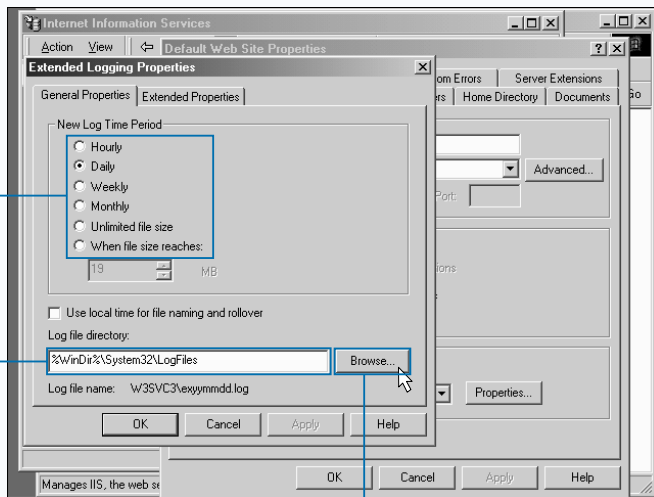 Internet Information Services
Action View
Default Web Site Properties
Extended Logging Properties
om Errors Server Extensions
ers Home Directory Documents
Go
General Properties Extended Properties
New Log Time Period
Hourly
Daily
Weekly
Monthly
Unlimited file size
When file size reaches:
19 MB
Advanced...
Port:
ions
Use local time for file naming and rollover
Log file directory:
%WinDir%\System32\LogFiles Browse...
Log file name: W3SVC3\exyymmdd.log
Properties...
OK Cancel Apply Help
Manages IIS, the web se
OK Cancel Apply Help